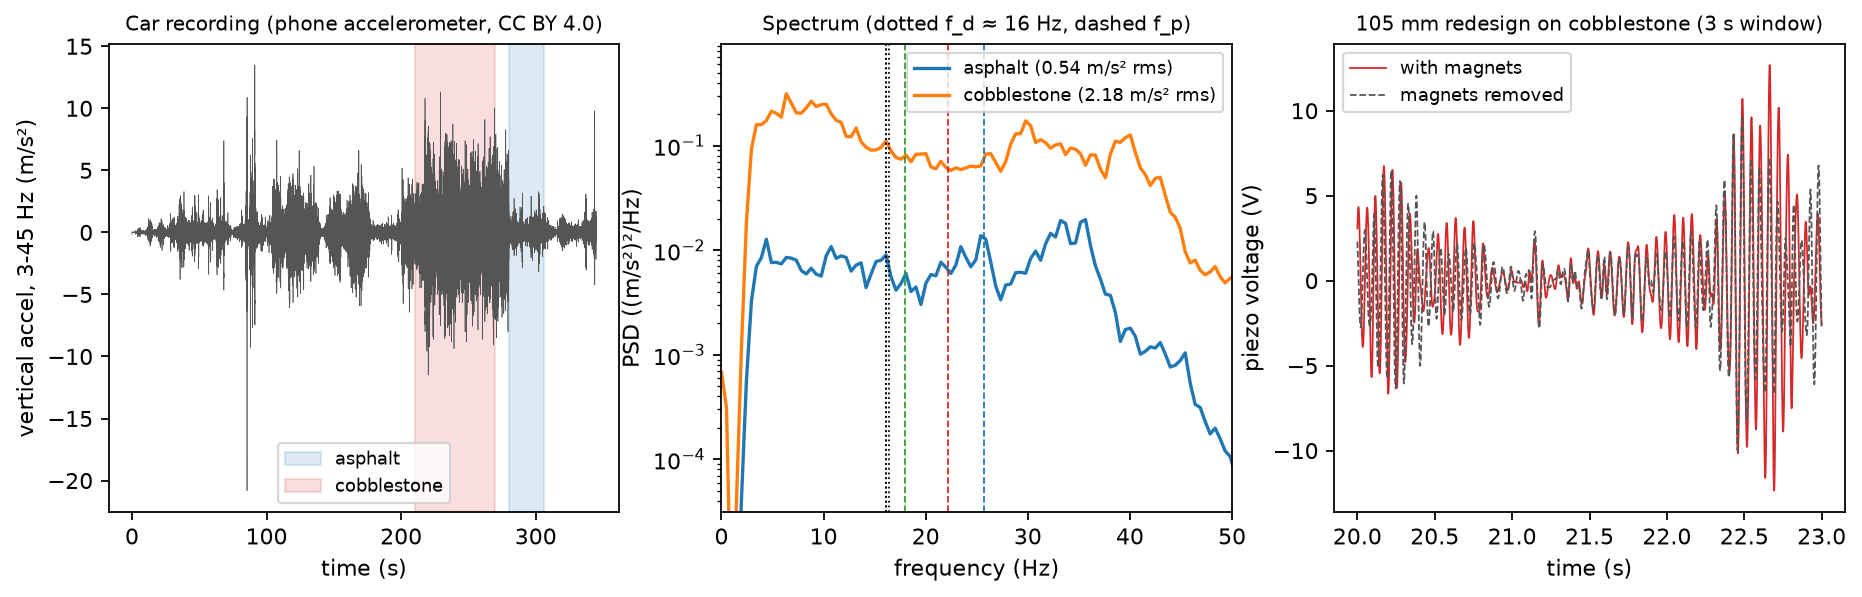 Car recording (phone accelerometer, CC BY 4.0)
vertical accel, 3-45 Hz (m/s²)
15
10
5
0
−5
−10
−15
−20
asphalt
cobblestone
0
100
200
300
time (s)
Spectrum (dotted f_d ≈ 16 Hz, dashed f_p)
PSD ((m/s²)²/Hz)
10⁻¹
10⁻²
10⁻³
10⁻⁴
asphalt (0.54 m/s² rms)
cobblestone (2.18 m/s² rms)
0
10
20
30
40
50
frequency (Hz)
105 mm redesign on cobblestone (3 s window)
piezo voltage (V)
10
5
0
−5
−10
with magnets
magnets removed
20.0
20.5
21.0
21.5
22.0
22.5
23.0
time (s)